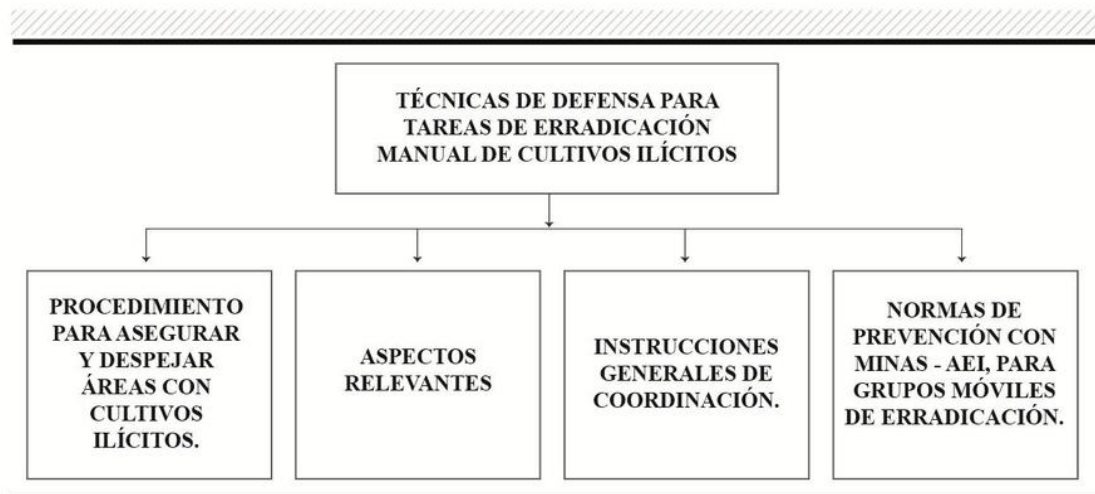 TÉCNICAS DE DEFENSA PARA
TAREAS DE ERRADICACIÓN
MANUAL DE CULTIVOS ILÍCITOS
PROCEDIMIENTO
PARA ASEGURAR
Y DESPEJAR
ÁREAS CON
CULTIVOS
ILÍCITOS.
ASPECTOS
RELEVANTES
INSTRUCCIONES
GENERALES DE
COORDINACIÓN.
NORMAS DE
PREVENCIÓN CON
MINAS - AEI, PARA
GRUPOS MÓVILES
DE ERRADICACIÓN.